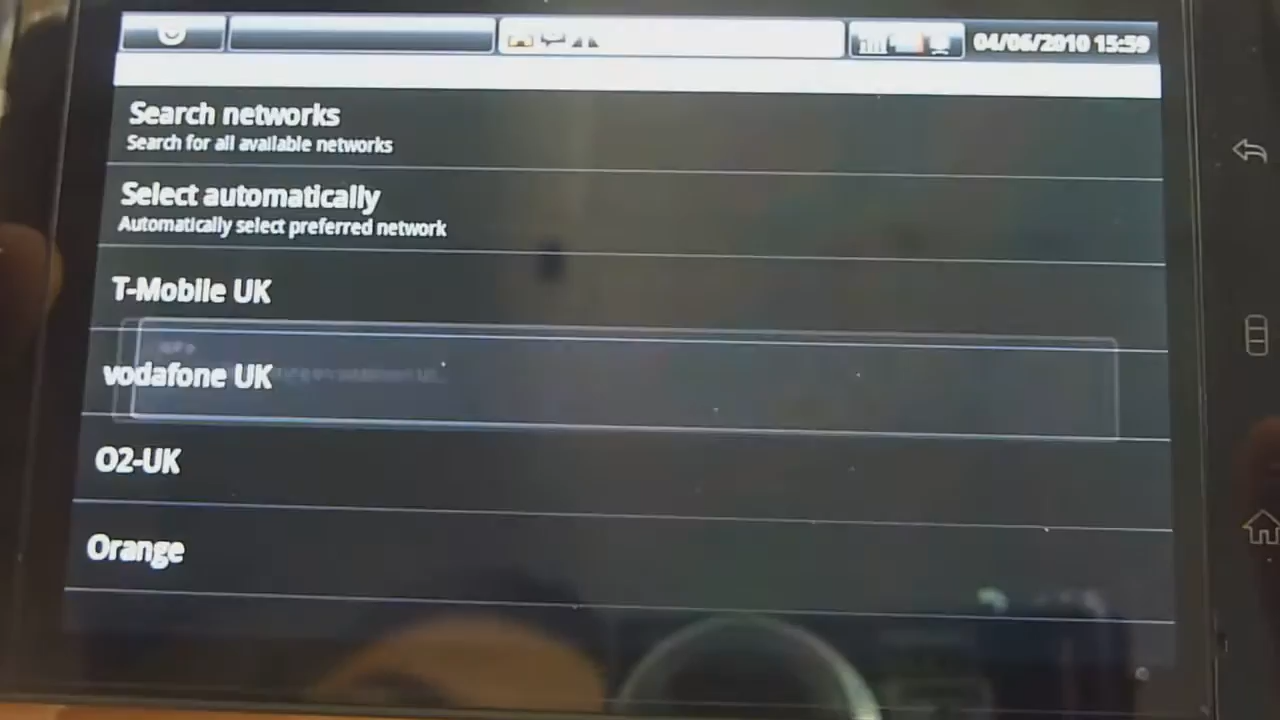 04/06/2010 15:59
Search networks
Search for all available networks
Select automatically
Automatically select preferred network
T-Mobile UK
vodafone UK
O2-UK
Orange